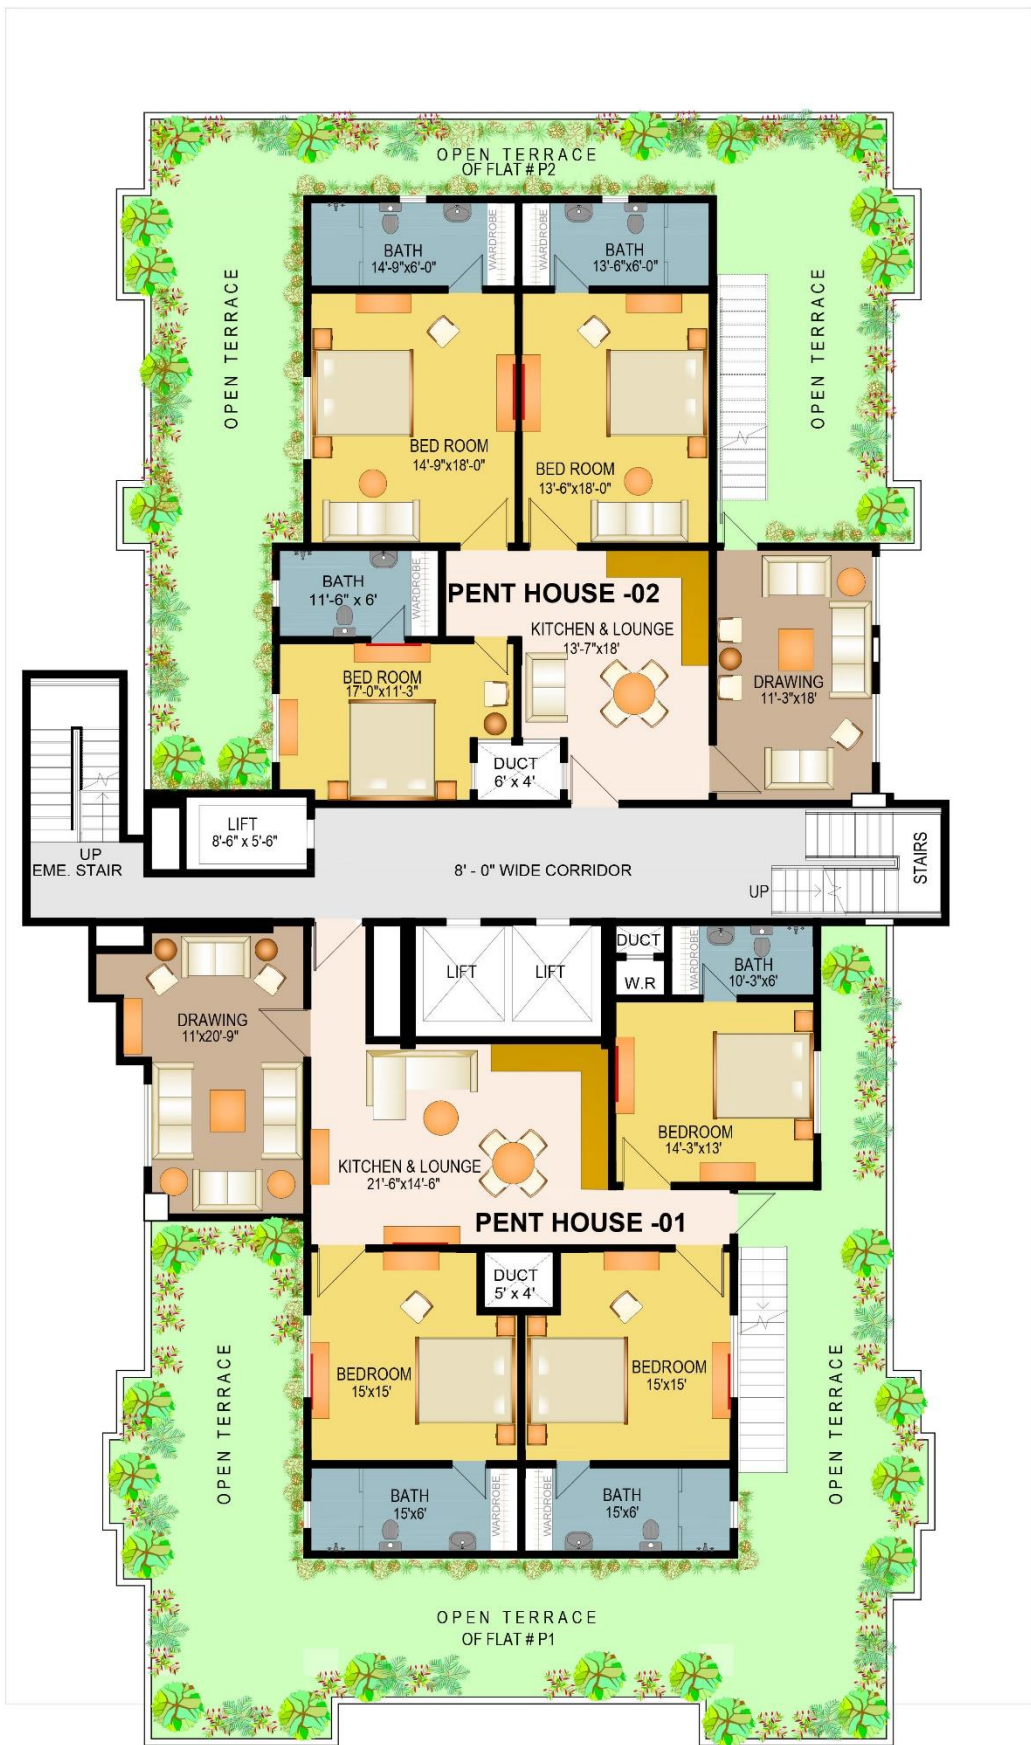 OPEN TERRACE
OF FLAT # P2
WARDROBE
WARDROBE
BATH
14'-9"x6'-0"
BATH
13'-6"x6'-0"
OPEN TERRACE
OPEN TERRACE
BED ROOM
14'-9"x18'-0"
BED ROOM
13'-6"x18'-0"
BATH
11'-6" x 6'
WARDROBE
PENT HOUSE -02
KITCHEN & LOUNGE
13'-7"x18'
BED ROOM
17'-0"x11'-3"
DRAWING
11'-3"x18'
DUCT
6' x 4'
LIFT
8'-6" x 5'-6"
UP
EME. STAIR
8' - 0" WIDE CORRIDOR
UP
STAIRS
DUCT
W.R
WARDROBE
BATH
10'-3"x6'
LIFT
LIFT
DRAWING
11'x20'-9"
BEDROOM
14'-3"x13'
KITCHEN & LOUNGE
21'-6"x14'-6"
PENT HOUSE -01
DUCT
5' x 4'
OPEN TERRACE
BEDROOM
15'x15'
BEDROOM
15'x15'
OPEN TERRACE
BATH
15'x6'
WARDROBE
WARDROBE
BATH
15'x6'
OPEN TERRACE
OF FLAT # P1